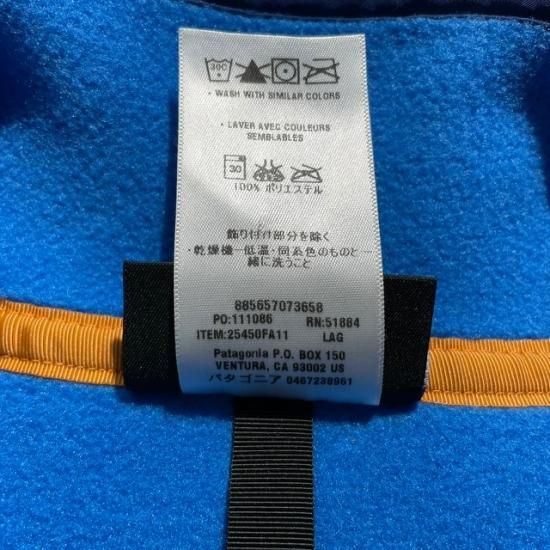 30C
• WASH WITH SIMILAR COLORS
• LAVER AVEC COULEURS
SEMBLABLES
30
100% ポリエステル
飾り付け部分を除く
・乾燥機―低温・同系色のものと一
緒に洗うこと
885657073658
PO:111086 RN:51884
ITEM:25450FA11 LAG
Patagonia P.O. BOX 150
VENTURA, CA 93002 US
パタゴニア 0467238961